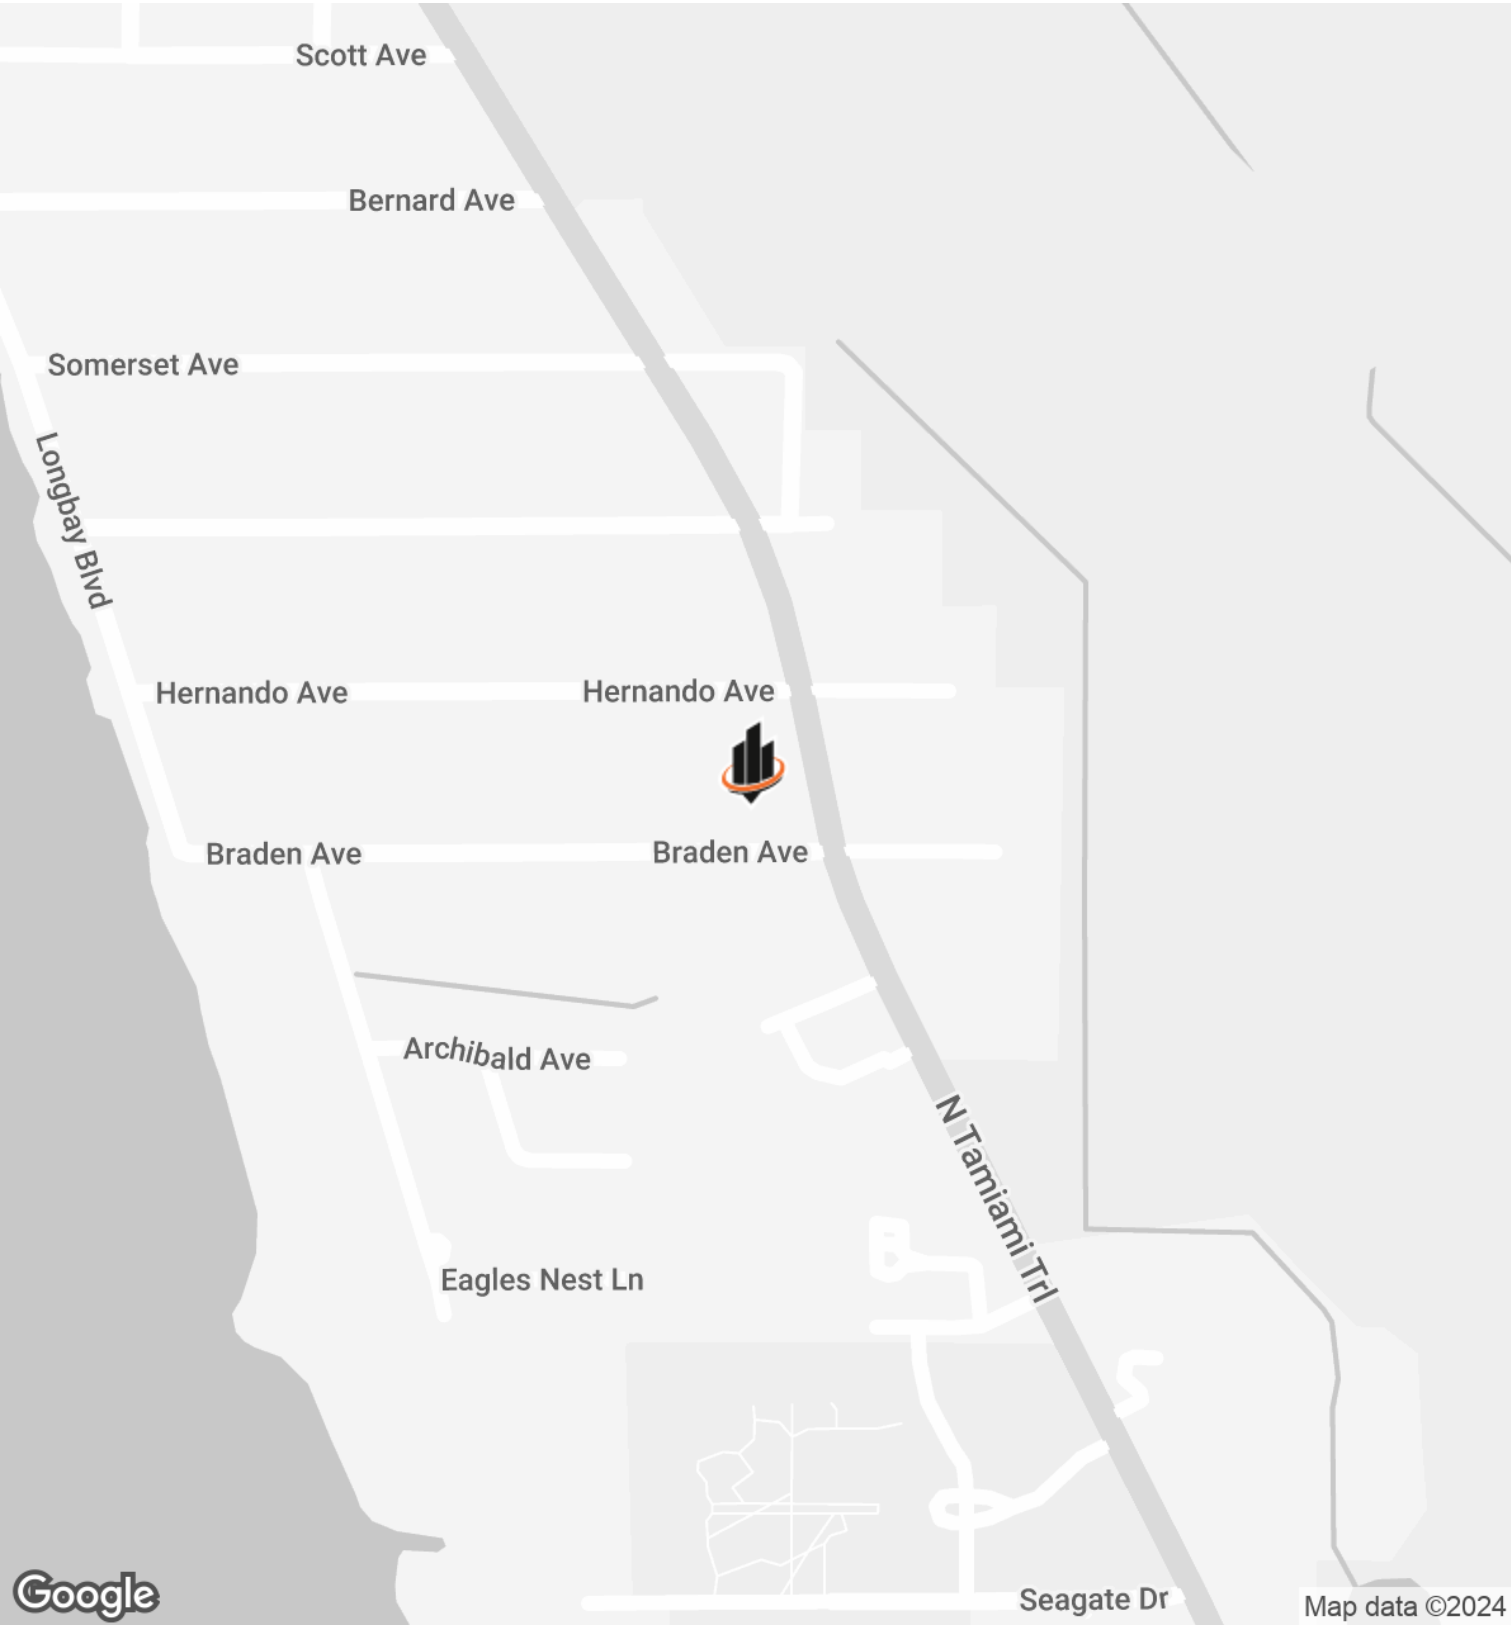 Scott Ave
Bernard Ave
Somerset Ave
Longbay Blvd
Hernando Ave
Hernando Ave
Braden Ave
Braden Ave
Archibald Ave
N Tamiami Trl
Eagles Nest Ln
Seagate Dr
Google
Map data ©2024